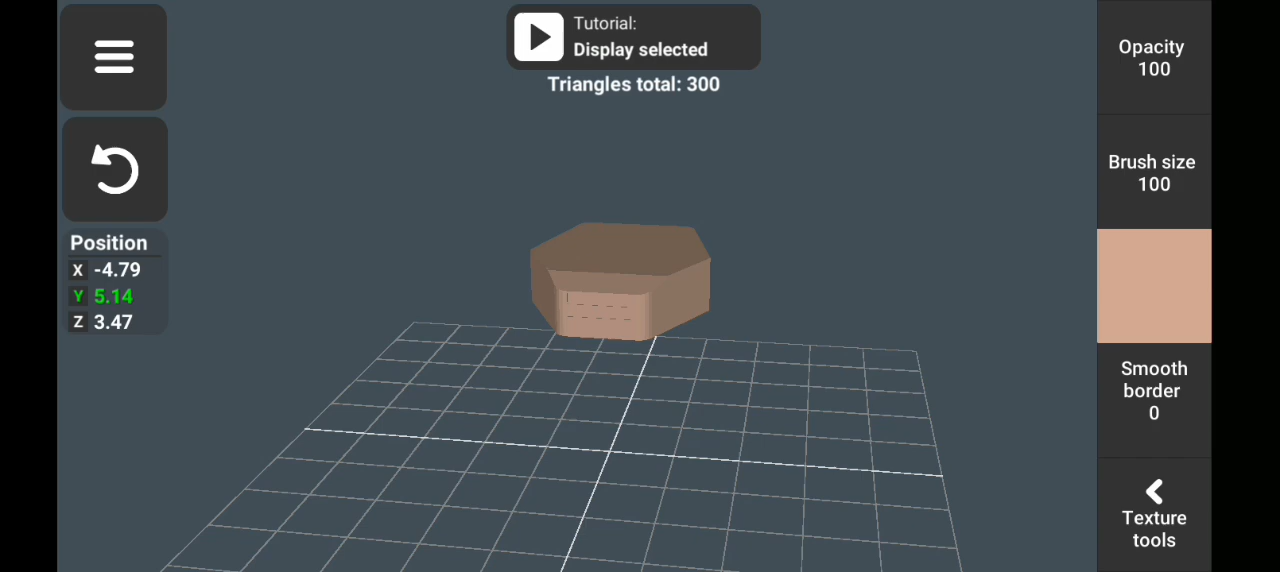 Tutorial:
Display selected
Triangles total: 300
Position
X -4.79
Y 5.14
Z 3.47
Opacity
100
Brush size
100
Smooth
border
0
Texture
tools